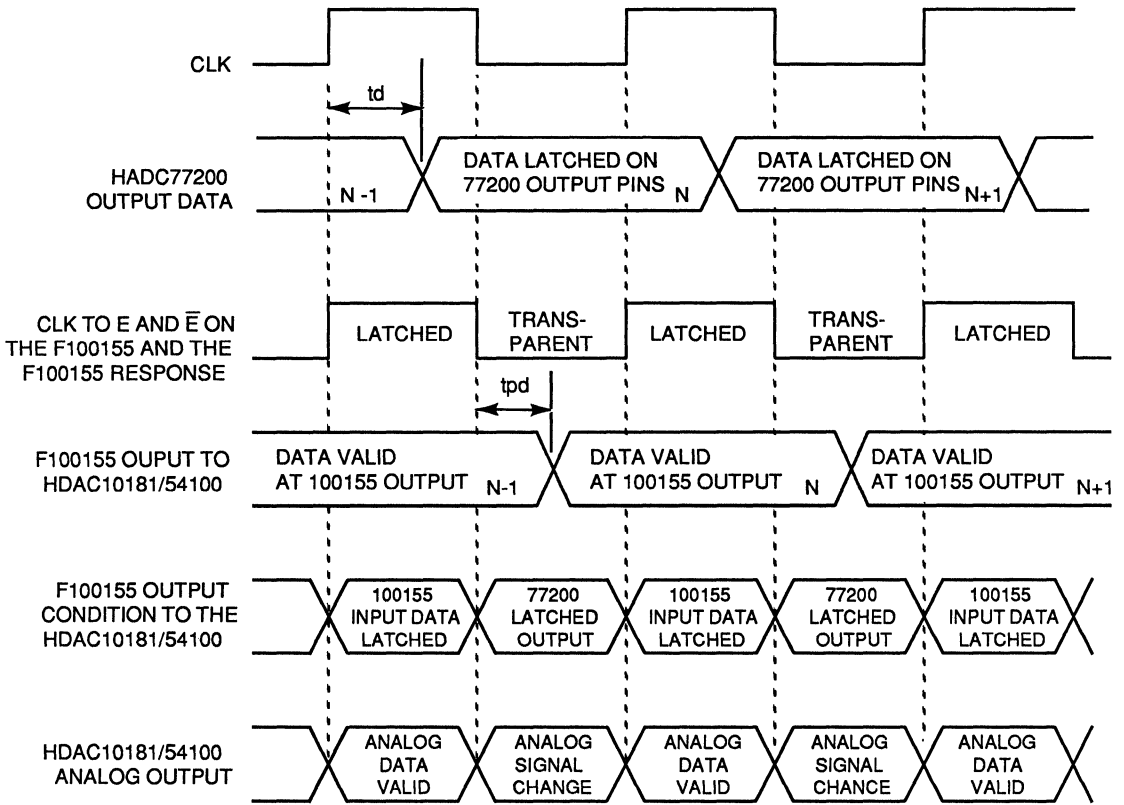 CLK
td
HADC77200
OUTPUT DATA
N -1
DATA LATCHED ON
77200 OUTPUT PINS
N
DATA LATCHED ON
77200 OUTPUT PINS
N+1
CLK TO E AND E̅ ON
THE F100155 AND THE
F100155 RESPONSE
LATCHED
TRANS-
PARENT
LATCHED
TRANS-
PARENT
LATCHED
tpd
F100155 OUPUT TO
HDAC10181/54100
DATA VALID
AT 100155 OUTPUT
N-1
DATA VALID
AT 100155 OUTPUT
N
DATA VALID
AT 100155 OUTPUT
N+1
F100155 OUTPUT
CONDITION TO THE
HDAC10181/54100
100155
INPUT DATA
LATCHED
77200
LATCHED
OUTPUT
100155
INPUT DATA
LATCHED
77200
LATCHED
OUTPUT
100155
INPUT DATA
LATCHED
HDAC10181/54100
ANALOG OUTPUT
ANALOG
DATA
VALID
ANALOG
SIGNAL
CHANGE
ANALOG
DATA
VALID
ANALOG
SIGNAL
CHANCE
ANALOG
DATA
VALID